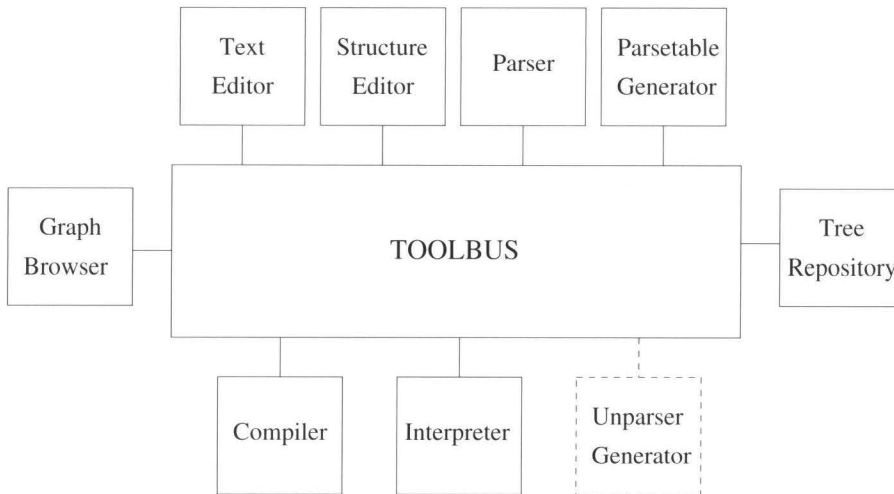 Text
Editor
Structure
Editor
Parser
Parsetable
Generator
Graph
Browser
TOOLBUS
Tree
Repository
Compiler
Interpreter
Unparser
Generator